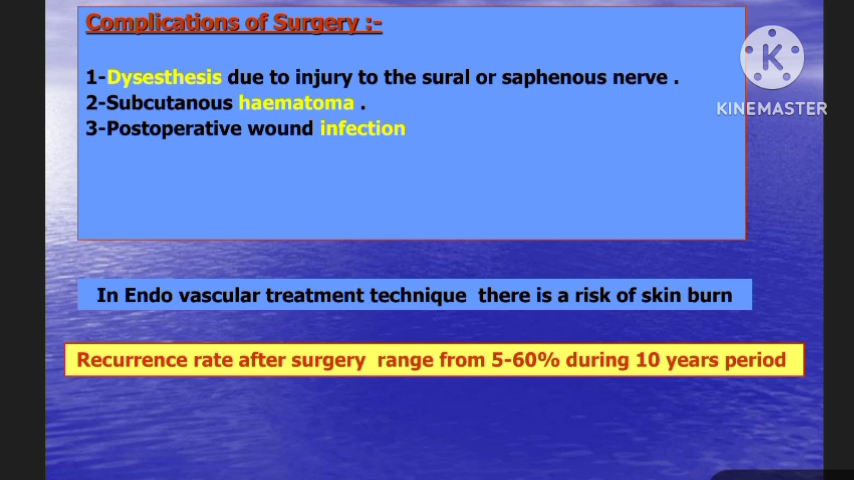 Complications of Surgery :-
1-Dysesthesis due to injury to the sural or saphenous nerve .
2-Subcutanous haematoma .
3-Postoperative wound infection
K
KINEMASTER
In Endo vascular treatment technique there is a risk of skin burn
Recurrence rate after surgery range from 5-60% during 10 years period